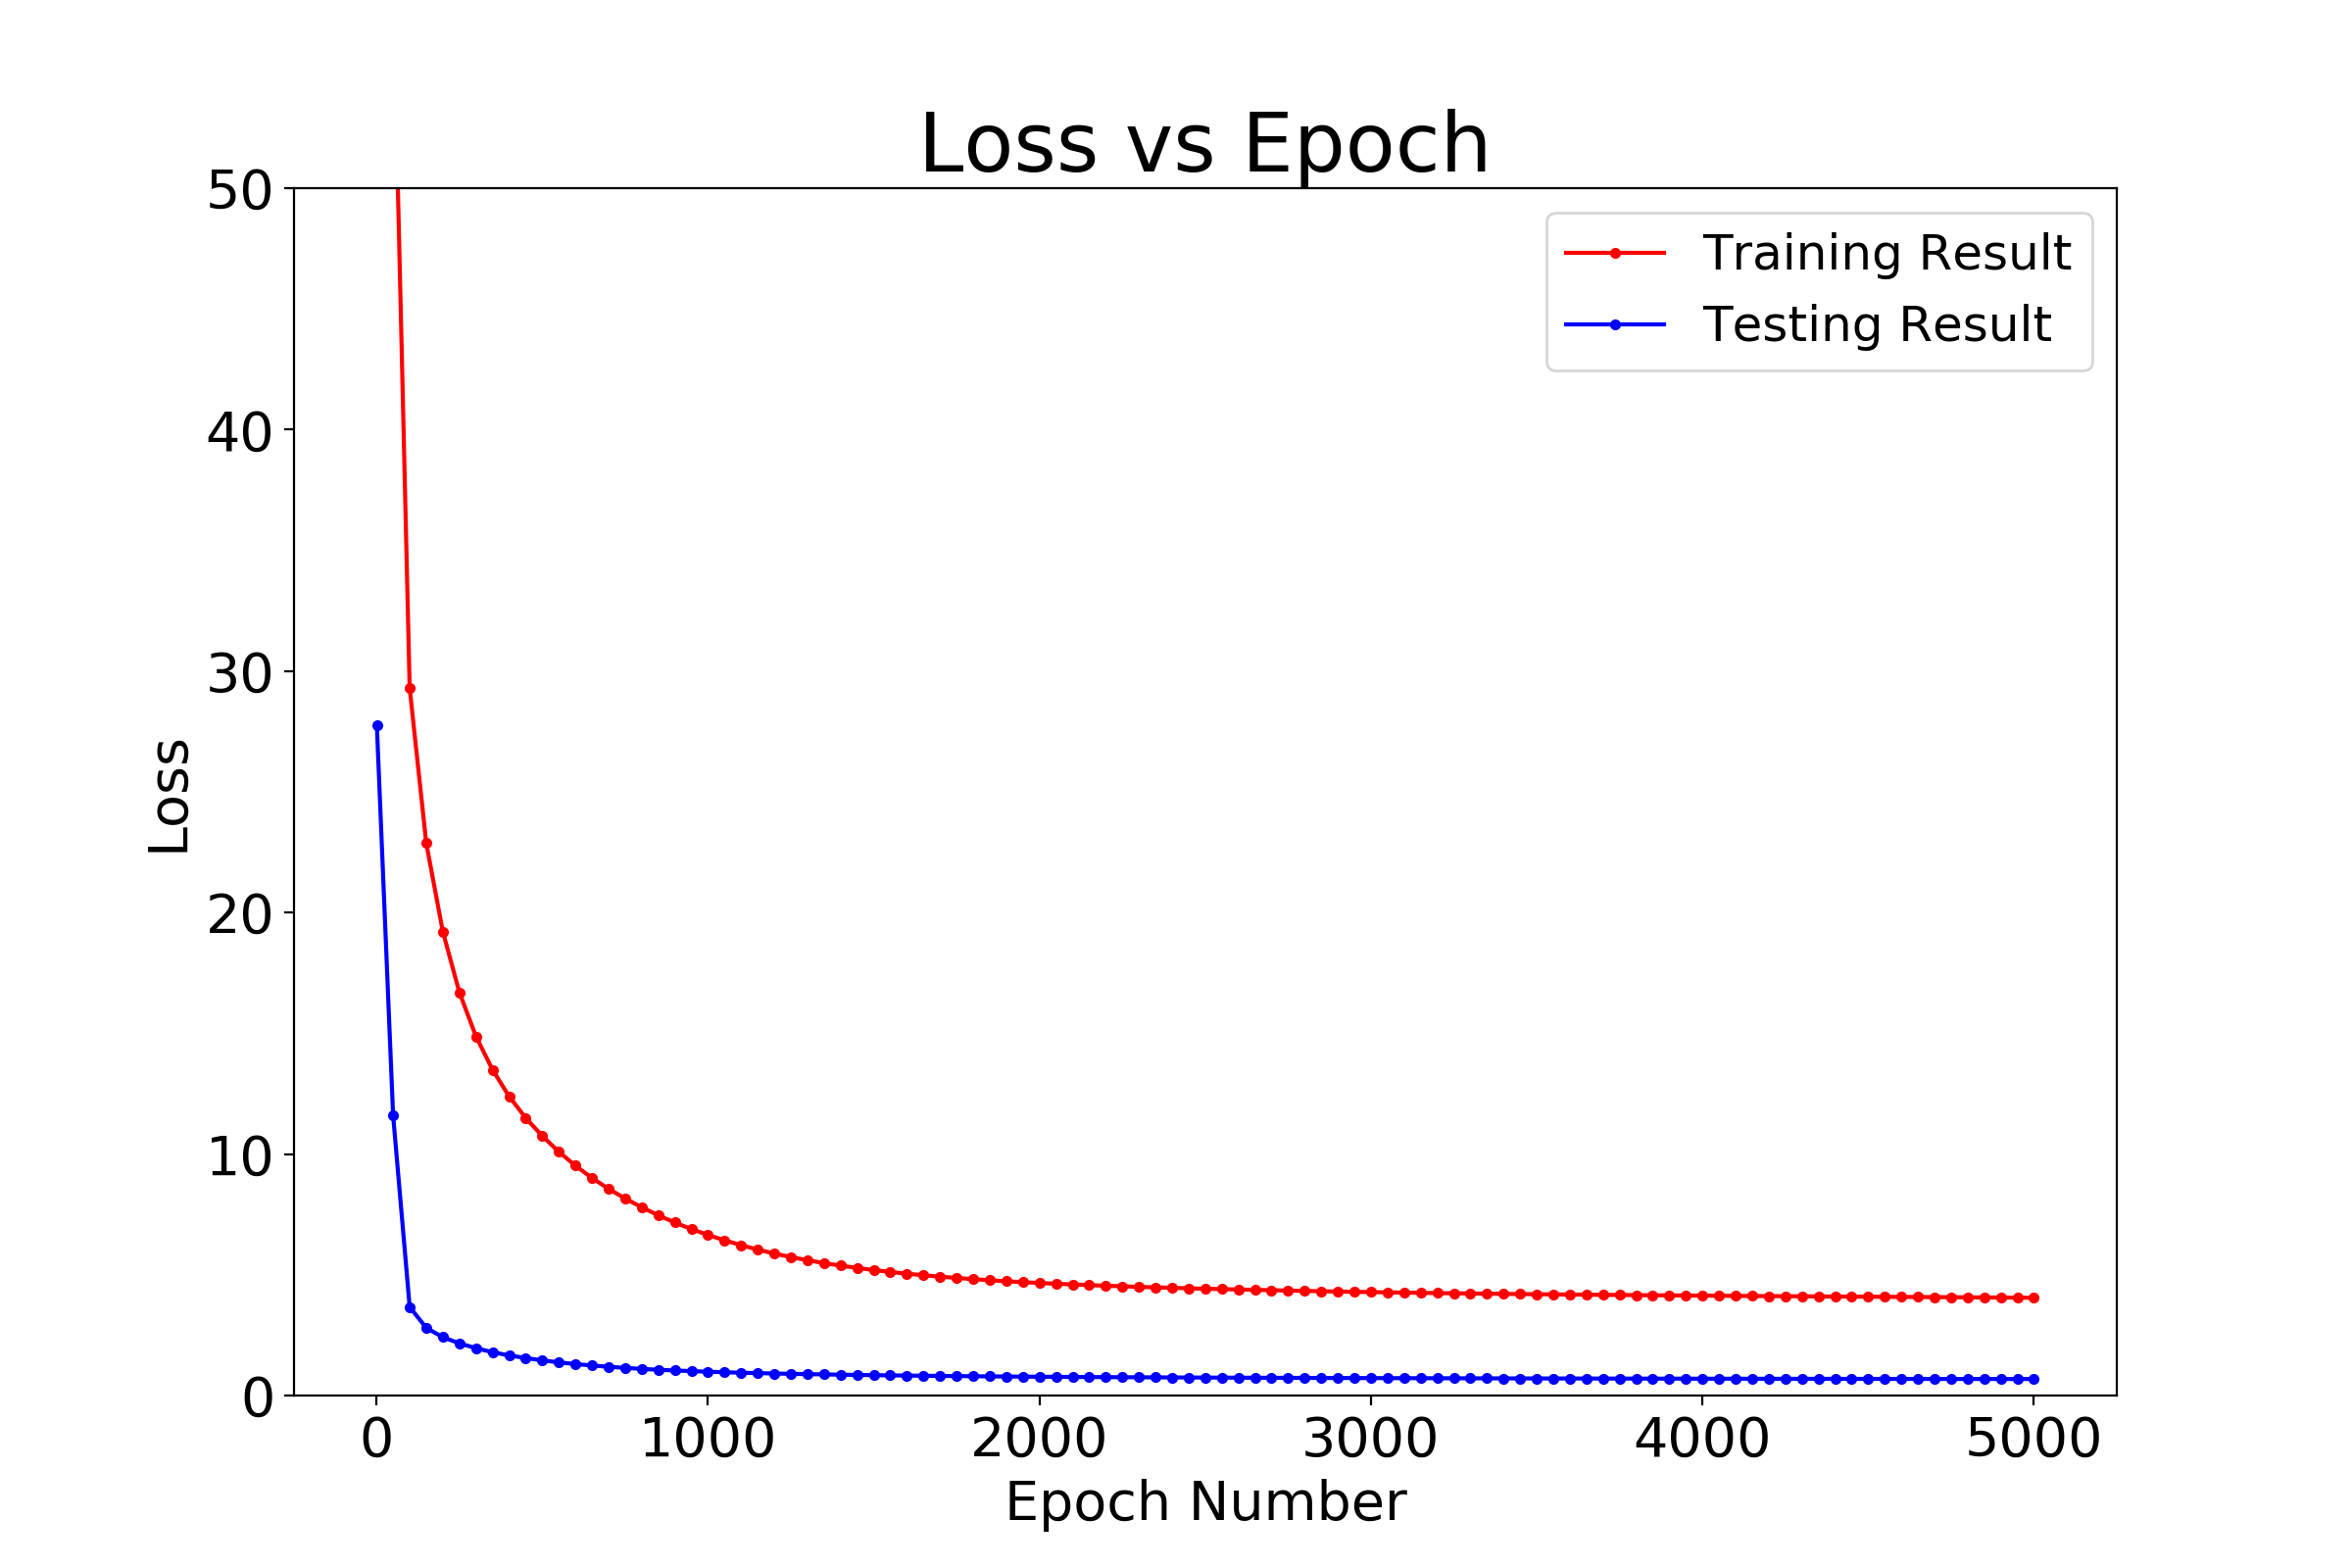 Loss vs Epoch
50
40
30
20
10
0
Loss
Training Result
Testing Result
0 1000 2000 3000 4000 5000
Epoch Number